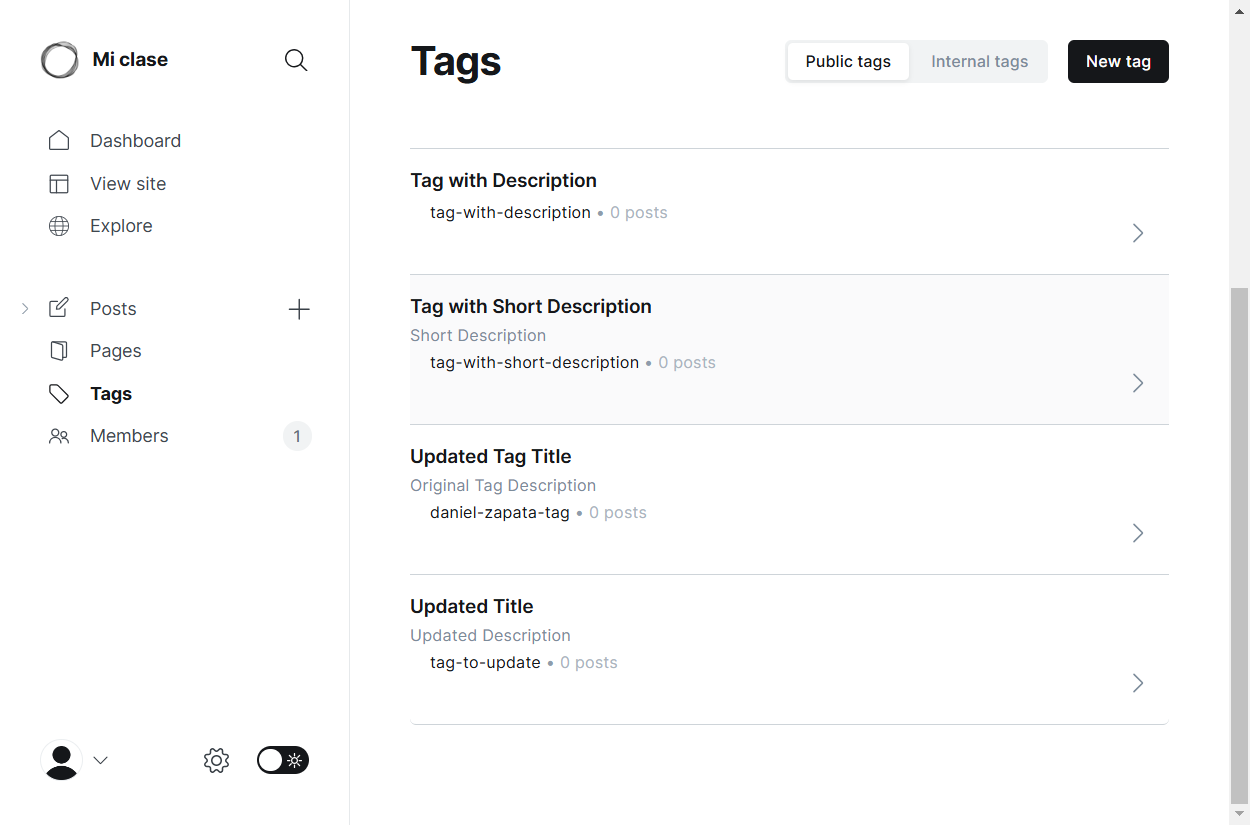 Mi clase
Dashboard
View site
Explore
Posts
Pages
Tags
Members 1
Tags
Public tags Internal tags New tag
Tag with Description
tag-with-description • 0 posts
Tag with Short Description
Short Description
tag-with-short-description • 0 posts
Updated Tag Title
Original Tag Description
daniel-zapata-tag • 0 posts
Updated Title
Updated Description
tag-to-update • 0 posts